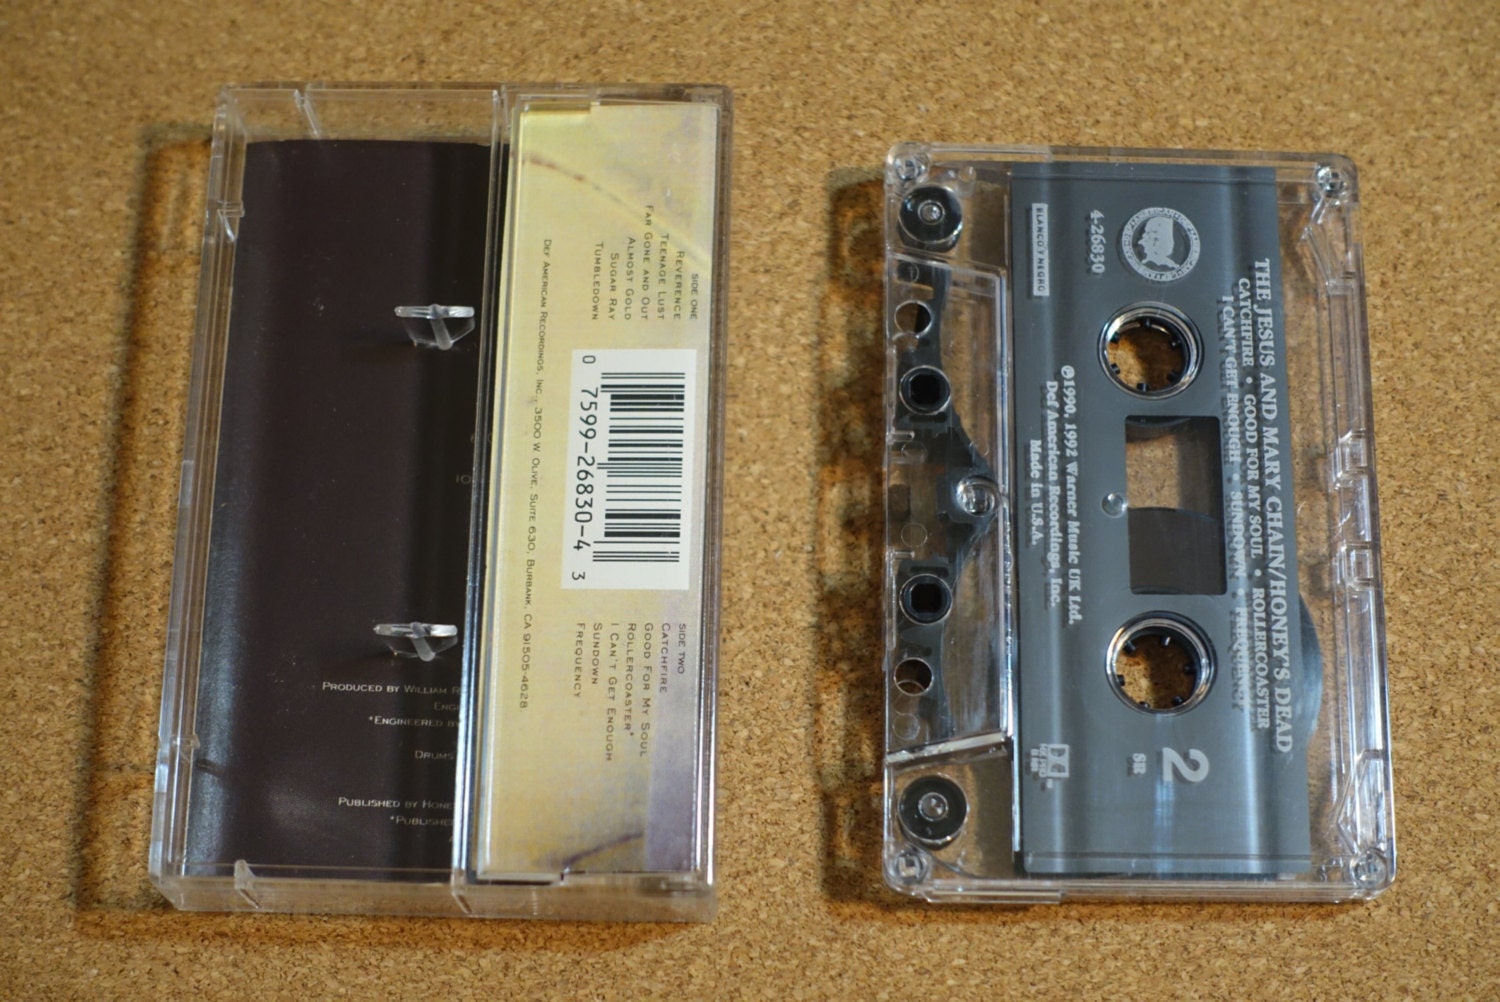 SIDE ONE
REVERENCE
TEENAGE LUST
FAR GONE AND OUT
ALMOST GOLD
SUGAR RAY
TUMBLEDOWN
0 7599-26830-4 3
SIDE TWO
CATCHFIRE
GOOD FOR MY SOUL
ROLLERCOASTER*
I CAN'T GET ENOUGH
SUNDOWN
FREQUENCY
DEF AMERICAN RECORDINGS, INC., 3500 W. OLIVE, SUITE 630, BURBANK, CA 91505-4628
PRODUCED BY WILLIAM
*ENGINEERED BY
DRUMS
PUBLISHED BY
THE JESUS AND MARY CHAIN/HONEY'S DEAD
CATCHFIRE • GOOD FOR MY SOUL • ROLLERCOASTER
I CAN'T GET ENOUGH • SUNDOWN • FREQUENCY
4-26830
BLANCO Y NEGRO
2
SR
℗1990, 1992 Warner Music UK Ltd.
Def American Recordings, Inc.
Made in U.S.A.